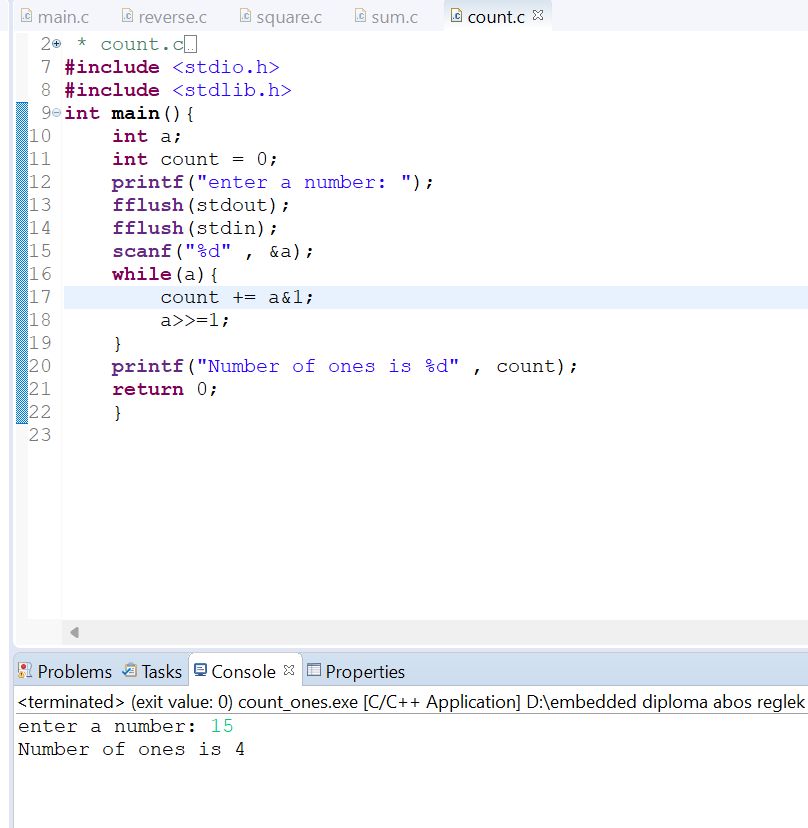 main.c reverse.c square.c sum.c count.c
2 * count.c
7 #include <stdio.h>
8 #include <stdlib.h>
9 int main(){
10 int a;
11 int count = 0;
12 printf("enter a number: ");
13 fflush(stdout);
14 fflush(stdin);
15 scanf("%d" , &a);
16 while(a){
17 count += a&1;
18 a>>=1;
19 }
20 printf("Number of ones is %d" , count);
21 return 0;
22 }
23
Problems Tasks Console Properties
<terminated> (exit value: 0) count_ones.exe [C/C++ Application] D:\embedded diploma abos reglek
enter a number: 15
Number of ones is 4